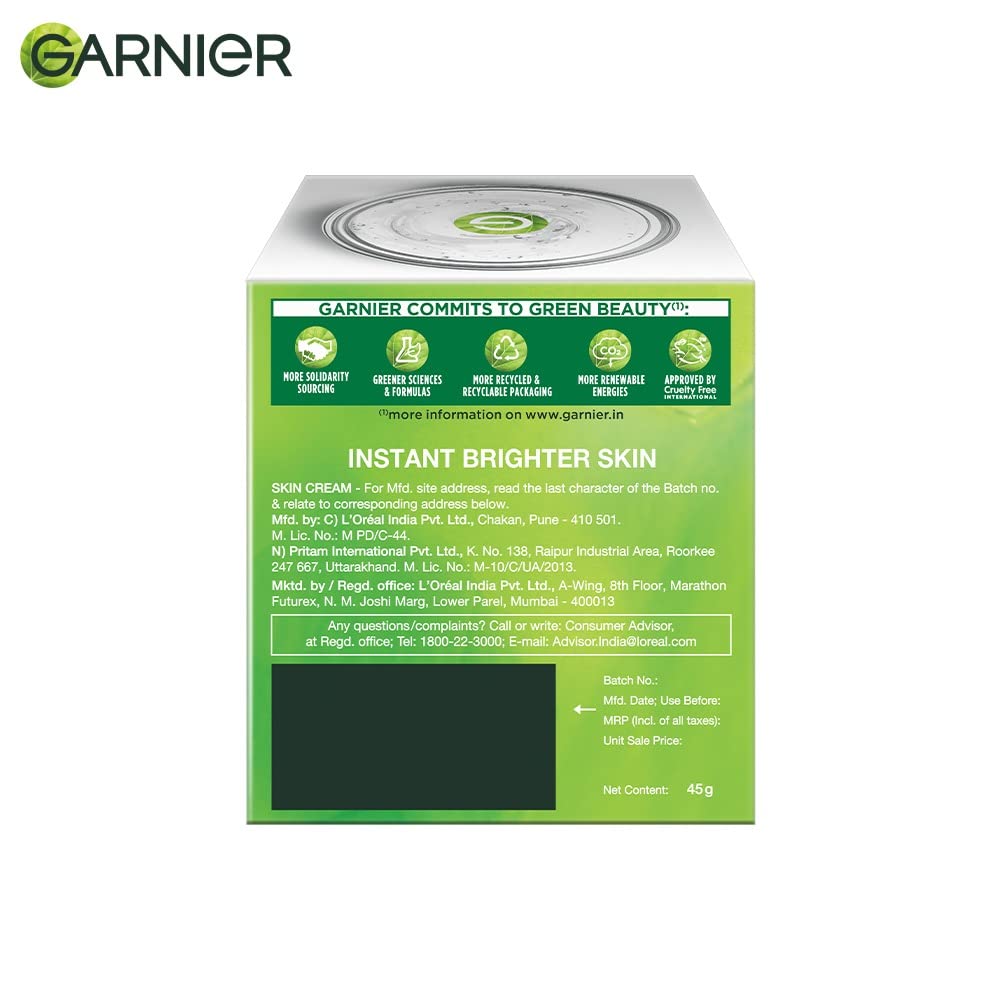 GARNIER
GARNIER COMMITS TO GREEN BEAUTY(1):
MORE SOLIDARITY
SOURCING
GREENER SCIENCES
& FORMULAS
MORE RECYCLED &
RECYCLABLE PACKAGING
CO2
MORE RENEWABLE
ENERGIES
APPROVED BY
Cruelty Free
INTERNATIONAL
(1)more information on www.garnier.in
INSTANT BRIGHTER SKIN
SKIN CREAM - For Mfd. site address, read the last character of the Batch no.
& relate to corresponding address below.
Mfd. by: C) L'Oréal India Pvt. Ltd., Chakan, Pune - 410 501.
M. Lic. No.: M PD/C-44.
N) Pritam International Pvt. Ltd., K. No. 138, Raipur Industrial Area, Roorkee
247 667, Uttarakhand. M. Lic. No.: M-10/C/UA/2013.
Mktd. by / Regd. office: L'Oréal India Pvt. Ltd., A-Wing, 8th Floor, Marathon
Futurex, N. M. Joshi Marg, Lower Parel, Mumbai - 400013
Any questions/complaints? Call or write: Consumer Advisor,
at Regd. office; Tel: 1800-22-3000; E-mail: Advisor.India@loreal.com
Batch No.:
Mfd. Date; Use Before:
MRP (Incl. of all taxes):
Unit Sale Price:
Net Content: 45g